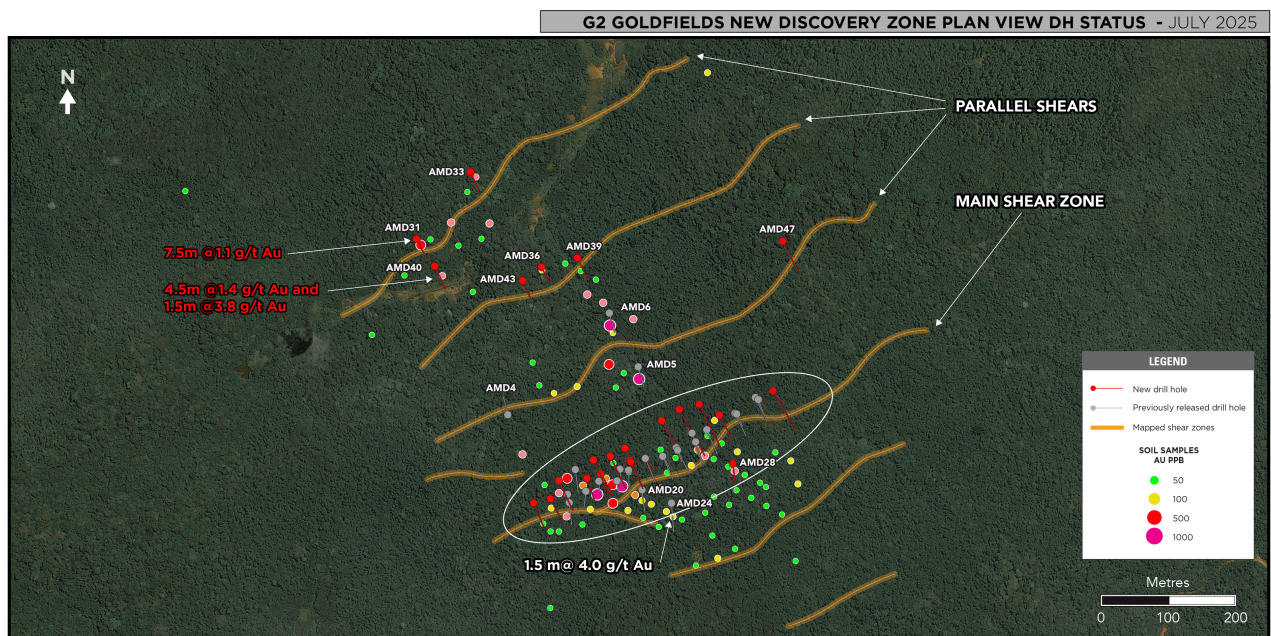 G2 GOLDFIELDS NEW DISCOVERY ZONE PLAN VIEW DH STATUS - JULY 2025
N
PARALLEL SHEARS
MAIN SHEAR ZONE
AMD33
AMD31
7.5m @1.1 g/t Au
AMD40
4.5m @1.4 g/t Au and
1.5m @3.8 g/t Au
AMD36
AMD39
AMD43
AMD47
AMD6
AMD5
AMD4
AMD28
AMD20
AMD24
1.5 m@ 4.0 g/t Au
LEGEND
New drill hole
Previously released drill hole
Mapped shear zones
SOIL SAMPLES
AU PPB
50
100
500
1000
Metres
0 100 200